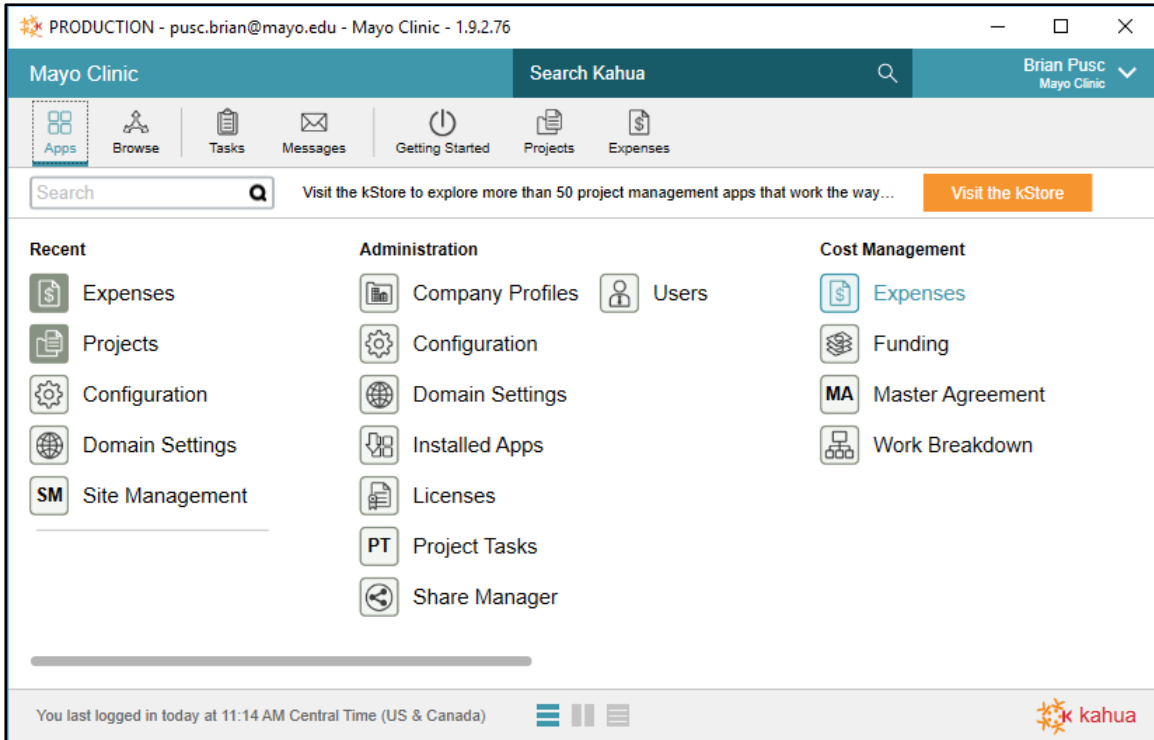 PRODUCTION - pusc.brian@mayo.edu - Mayo Clinic - 1.9.2.76
Mayo Clinic
Search Kahua
Brian Pusc
Mayo Clinic
Apps
Browse
Tasks
Messages
Getting Started
Projects
Expenses
Search
Visit the kStore to explore more than 50 project management apps that work the way...
Visit the kStore
Recent
Expenses
Projects
Configuration
Domain Settings
SM Site Management
Administration
Company Profiles
Configuration
Domain Settings
Installed Apps
Licenses
PT Project Tasks
Share Manager
Users
Cost Management
Expenses
Funding
MA Master Agreement
Work Breakdown
You last logged in today at 11:14 AM Central Time (US & Canada)
kahua